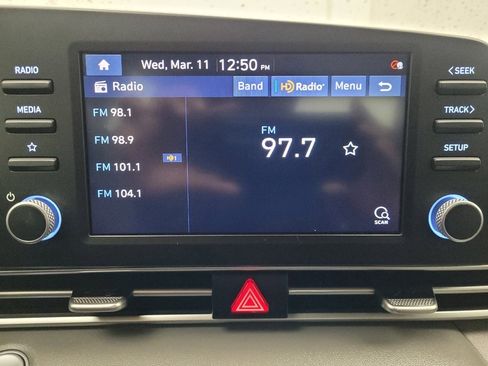 Wed, Mar. 11 12:50 PM
RADIO
Radio
Band
HD Radio
Menu
<SEEK
MEDIA
FM 98.1
FM 98.9
FM 101.1 HD1
FM 104.1
FM
97.7
TRACK>
SETUP
SCAN